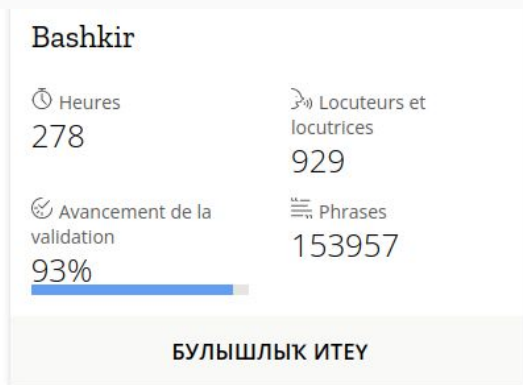 Bashkir
Heures
278
Locuteurs et
locutrices
929
Avancement de la
validation
93%
Phrases
153957
БУЛЫШЛЫҠ ИТЕҮ